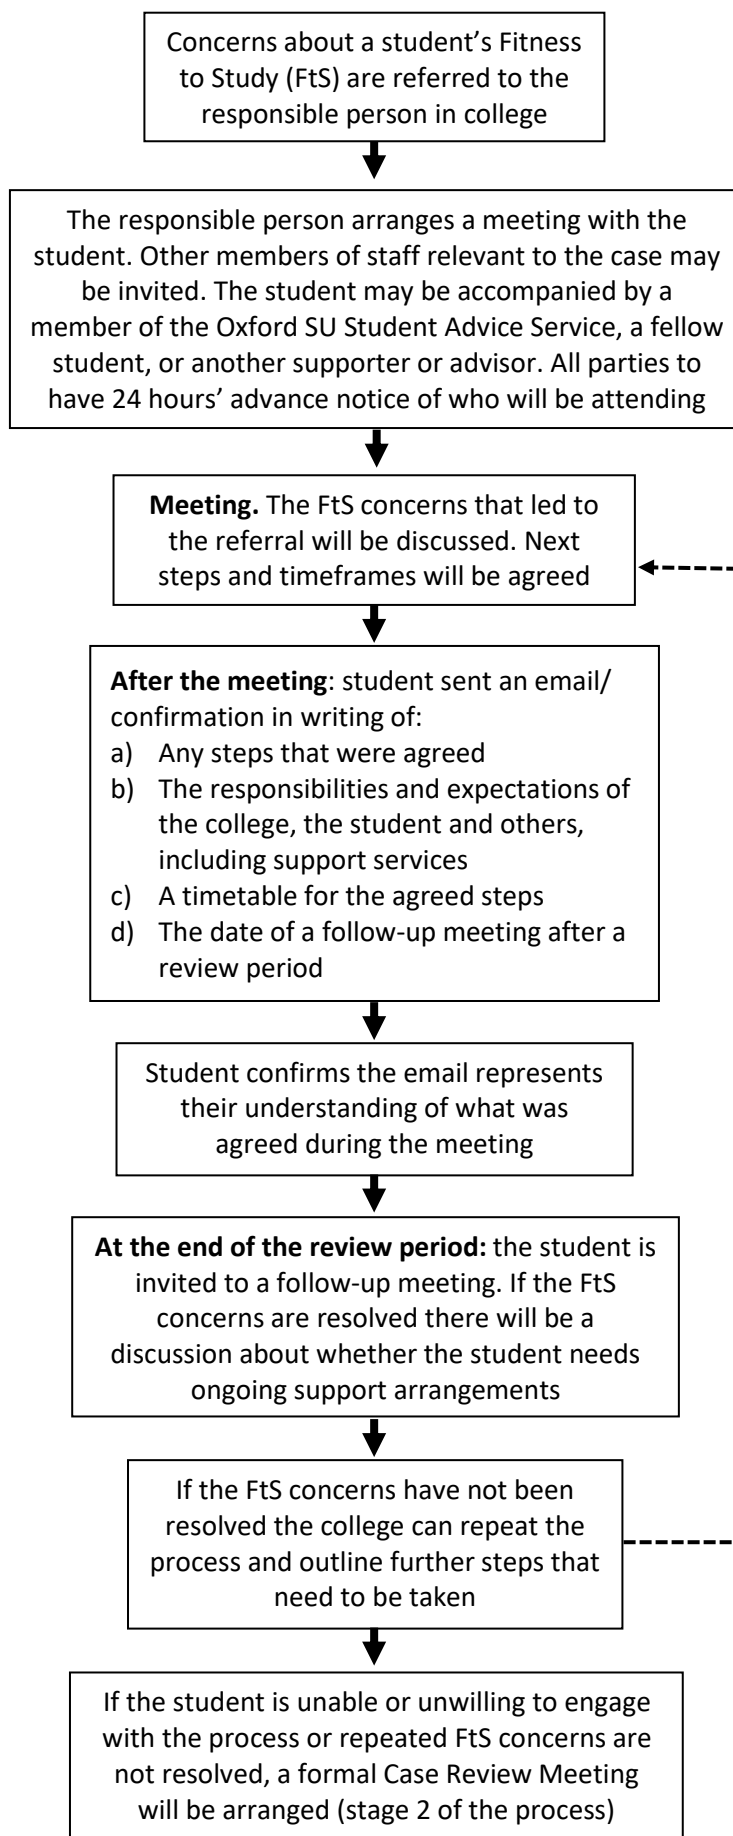 Concerns about a student’s Fitness
to Study (FtS) are referred to the
responsible person in college
The responsible person arranges a meeting with the
student. Other members of staff relevant to the case may
be invited. The student may be accompanied by a
member of the Oxford SU Student Advice Service, a fellow
student, or another supporter or advisor. All parties to
have 24 hours’ advance notice of who will be attending
Meeting. The FtS concerns that led to
the referral will be discussed. Next
steps and timeframes will be agreed
After the meeting: student sent an email/
confirmation in writing of:
a) Any steps that were agreed
b) The responsibilities and expectations of
the college, the student and others,
including support services
c) A timetable for the agreed steps
d) The date of a follow-up meeting after a
review period
Student confirms the email represents
their understanding of what was
agreed during the meeting
At the end of the review period: the student is
invited to a follow-up meeting. If the FtS
concerns are resolved there will be a
discussion about whether the student needs
ongoing support arrangements
If the FtS concerns have not been
resolved the college can repeat the
process and outline further steps that
need to be taken
If the student is unable or unwilling to engage
with the process or repeated FtS concerns are
not resolved, a formal Case Review Meeting
will be arranged (stage 2 of the process)